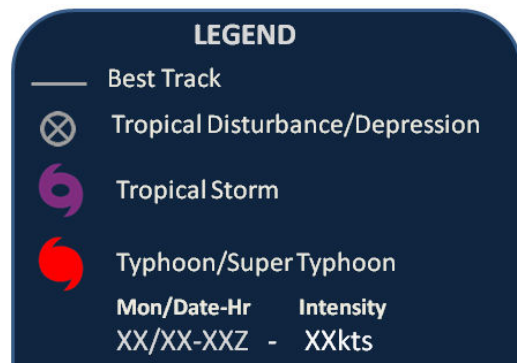 LEGEND
Best Track
Tropical Disturbance/Depression
Tropical Storm
Typhoon/Super Typhoon
Mon/Date-Hr Intensity
XX/XX-XXZ - XXkts